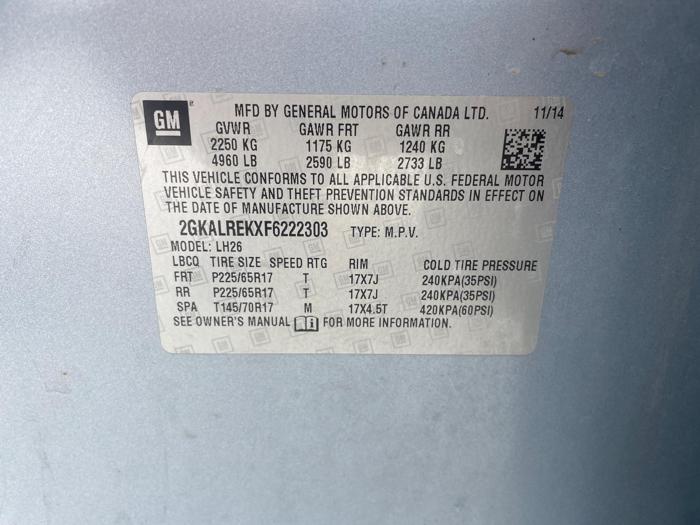 GM MFD BY GENERAL MOTORS OF CANADA LTD. 11/14
GVWR GAWR FRT GAWR RR
2250 KG 1175 KG 1240 KG
4960 LB 2590 LB 2733 LB
THIS VEHICLE CONFORMS TO ALL APPLICABLE U.S. FEDERAL MOTOR
VEHICLE SAFETY AND THEFT PREVENTION STANDARDS IN EFFECT ON
THE DATE OF MANUFACTURE SHOWN ABOVE.
2GKALREKXF6222303 TYPE: M.P.V.
MODEL: LH26
LBCQ TIRE SIZE SPEED RTG RIM COLD TIRE PRESSURE
FRT P225/65R17 T 17X7J 240KPA(35PSI)
RR P225/65R17 T 17X7J 240KPA(35PSI)
SPA T145/70R17 M 17X4.5T 420KPA(60PSI)
SEE OWNER'S MANUAL i FOR MORE INFORMATION.